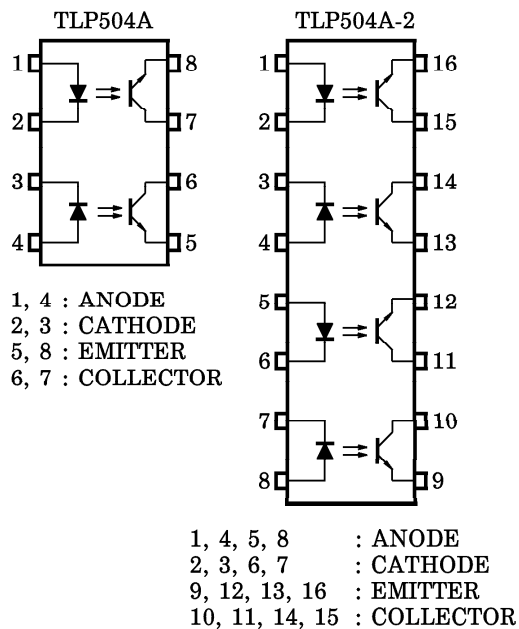 TLP504A
1 8
2 7
3 6
4 5
1, 4 : ANODE
2, 3 : CATHODE
5, 8 : EMITTER
6, 7 : COLLECTOR
TLP504A-2
1 16
2 15
3 14
4 13
5 12
6 11
7 10
8 9
1, 4, 5, 8 : ANODE
2, 3, 6, 7 : CATHODE
9, 12, 13, 16 : EMITTER
10, 11, 14, 15 : COLLECTOR